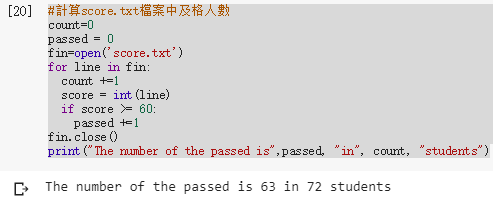 [20] #計算score.txt檔案中及格人數
count=0
passed = 0
fin=open('score.txt')
for line in fin:
  count +=1
  score = int(line)
  if score >= 60:
    passed +=1
fin.close()
print("The number of the passed is",passed, "in", count, "students")
The number of the passed is 63 in 72 students